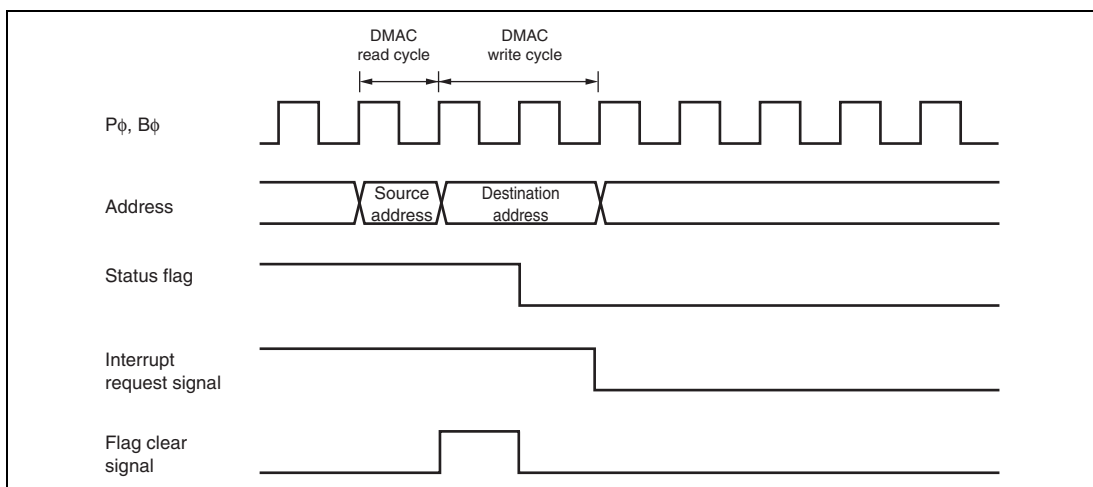 DMAC
read cycle
DMAC
write cycle
Pϕ, Bϕ
Address
Source
address
Destination
address
Status flag
Interrupt
request signal
Flag clear
signal